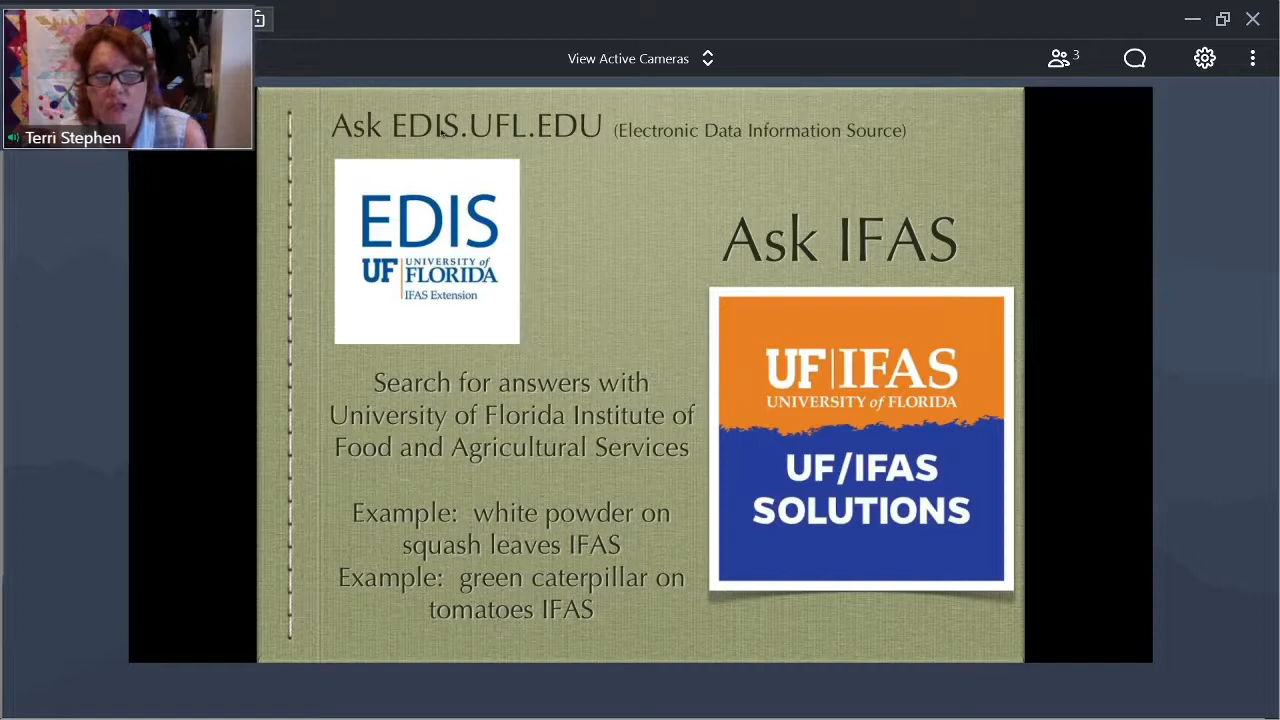 View Active Cameras
3
Terri Stephen
Ask EDIS.UFL.EDU (Electronic Data Information Source)
EDIS
UF UNIVERSITY of
FLORIDA
IFAS Extension
Ask IFAS
UF|IFAS
UNIVERSITY of FLORIDA
UF/IFAS
SOLUTIONS
Search for answers with
University of Florida Institute of
Food and Agricultural Services
Example: white powder on
squash leaves IFAS
Example: green caterpillar on
tomatoes IFAS